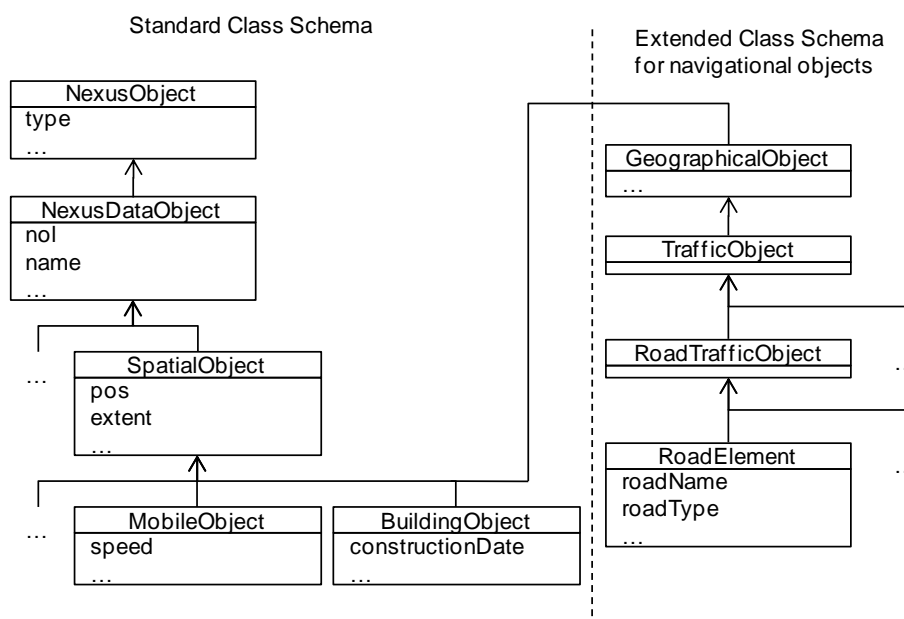 Standard Class Schema
NexusObject
type
…
NexusDataObject
nol
name
…
…
SpatialObject
pos
extent
…
…
MobileObject
speed
…
BuildingObject
constructionDate
…
Extended Class Schema
for navigational objects
GeographicalObject
…
TrafficObject
RoadTrafficObject
…
RoadElement
roadName
roadType
…
…